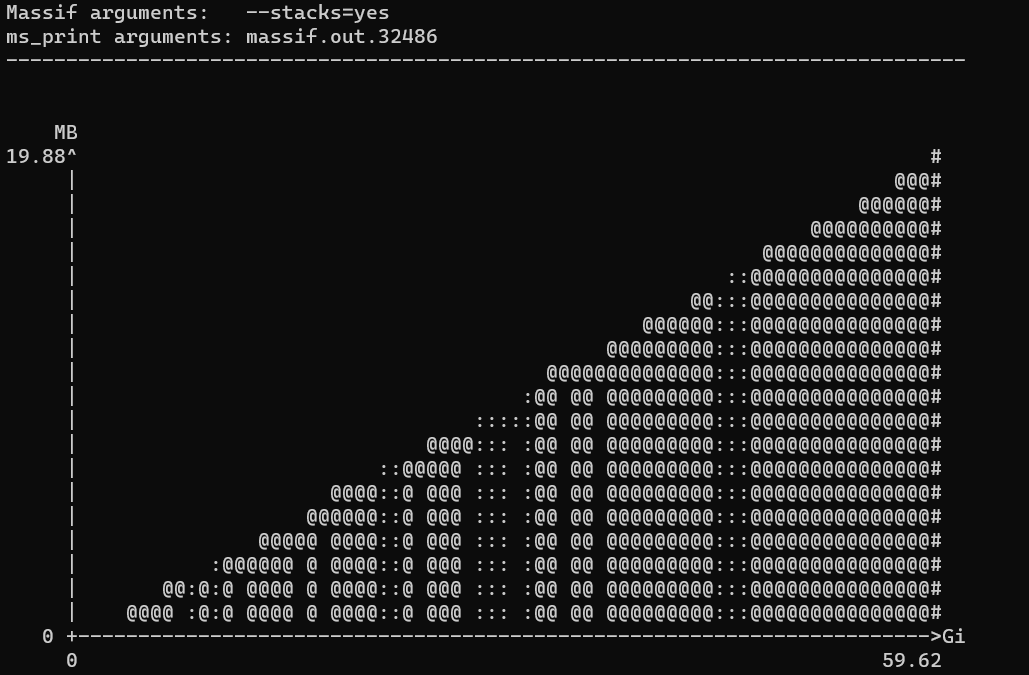 Massif arguments:   --stacks=yes
ms_print arguments: massif.out.32486
--------------------------------------------------------------------------------
    MB
19.88^                                                                       #
     |                                                                    @@@#
     |                                                                 @@@@@@#
     |                                                             @@@@@@@@@@#
     |                                                         @@@@@@@@@@@@@@#
     |                                                      ::@@@@@@@@@@@@@@@#
     |                                                   @@:::@@@@@@@@@@@@@@@#
     |                                               @@@@@@:::@@@@@@@@@@@@@@@#
     |                                            @@@@@@@@@:::@@@@@@@@@@@@@@@#
     |                                       @@@@@@@@@@@@@@:::@@@@@@@@@@@@@@@#
     |                                     :@@ @@ @@@@@@@@@:::@@@@@@@@@@@@@@@#
     |                                 :::::@@ @@ @@@@@@@@@:::@@@@@@@@@@@@@@@#
     |                             @@@@::: :@@ @@ @@@@@@@@@:::@@@@@@@@@@@@@@@#
     |                         ::@@@@@ ::: :@@ @@ @@@@@@@@@:::@@@@@@@@@@@@@@@#
     |                     @@@@::@ @@@ ::: :@@ @@ @@@@@@@@@:::@@@@@@@@@@@@@@@#
     |                   @@@@@@::@ @@@ ::: :@@ @@ @@@@@@@@@:::@@@@@@@@@@@@@@@#
     |               @@@@@ @@@@::@ @@@ ::: :@@ @@ @@@@@@@@@:::@@@@@@@@@@@@@@@#
     |           :@@@@@@ @ @@@@::@ @@@ ::: :@@ @@ @@@@@@@@@:::@@@@@@@@@@@@@@@#
     |       @@:@:@ @@@@ @ @@@@::@ @@@ ::: :@@ @@ @@@@@@@@@:::@@@@@@@@@@@@@@@#
     |    @@@@ :@:@ @@@@ @ @@@@::@ @@@ ::: :@@ @@ @@@@@@@@@:::@@@@@@@@@@@@@@@#
   0 +----------------------------------------------------------------------->Gi
     0                                                                   59.62